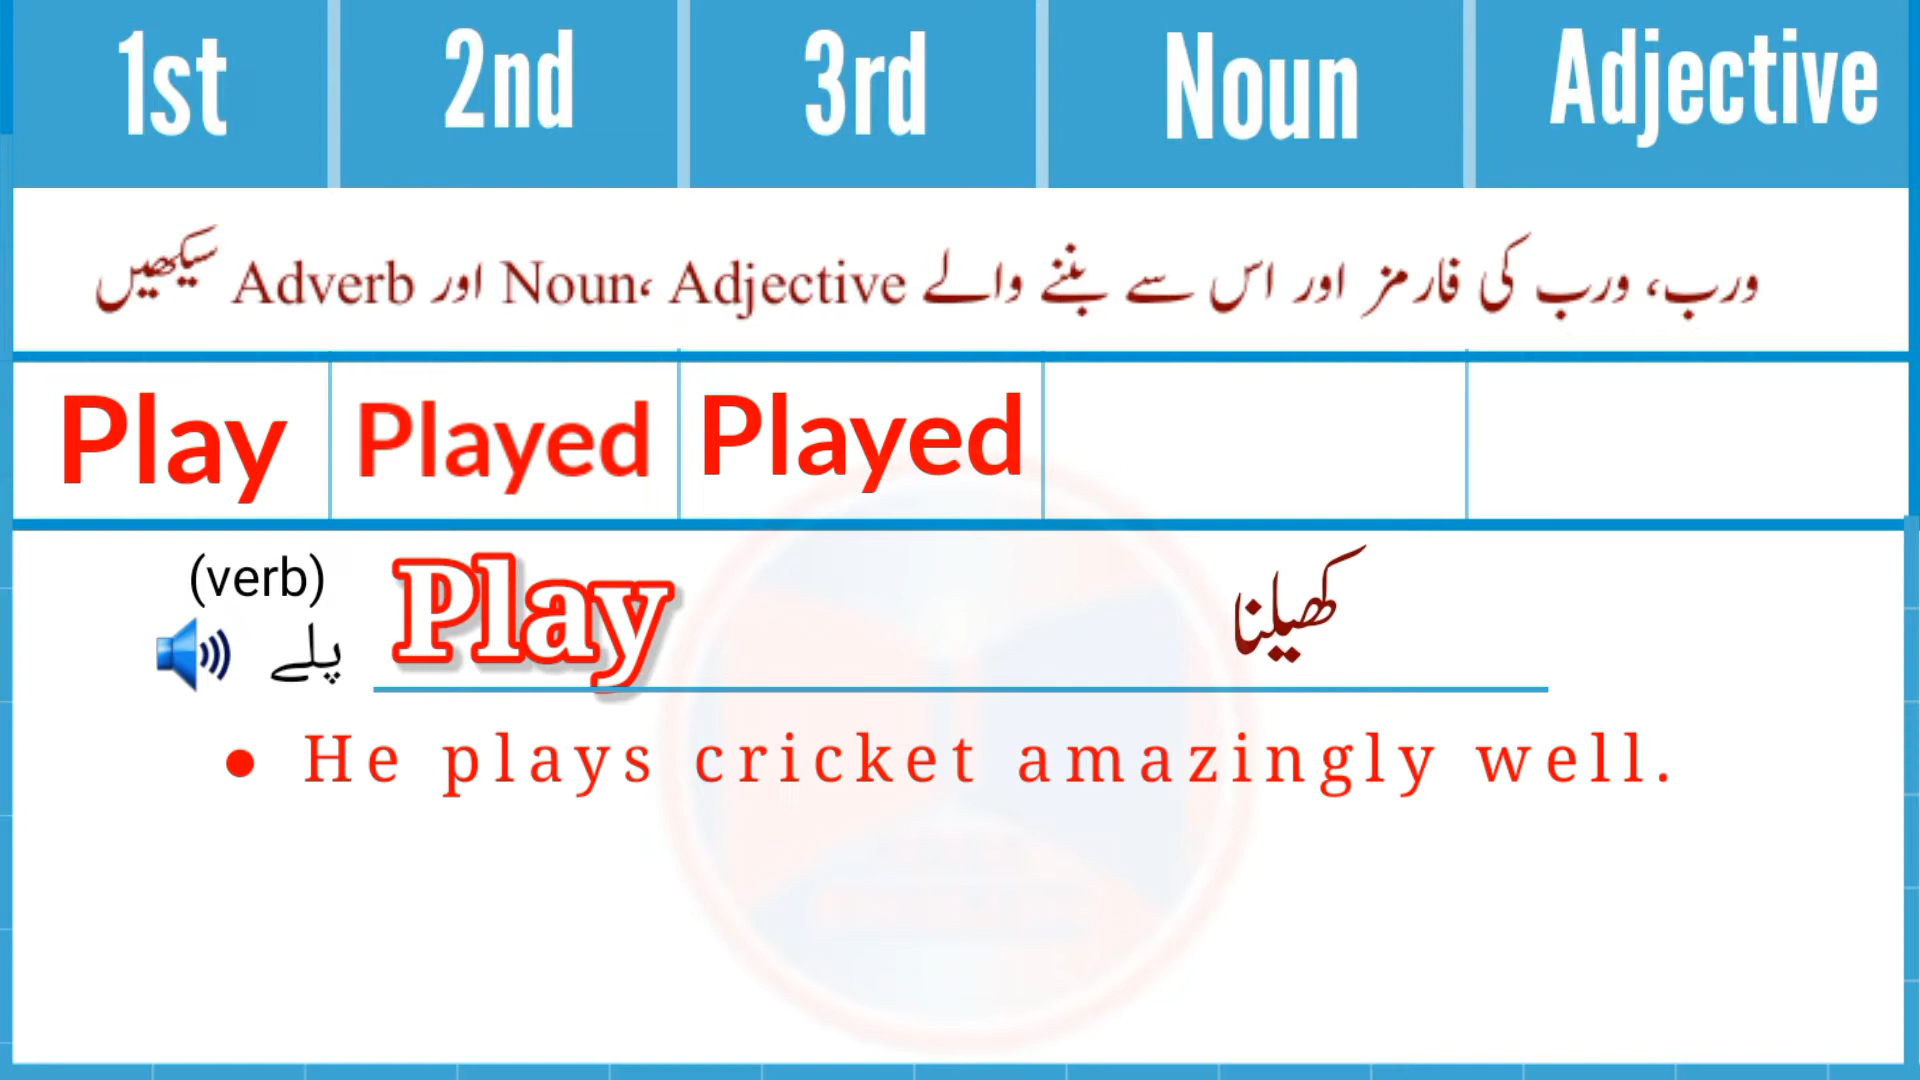 1st 2nd 3rd Noun Adjective
ورب، ورب کی فارمز اور اس سے بننے والے Noun، Adjective اور Adverb سیکھیں
Play Played Played
(verb) Play کھیلنا
پلے
● He plays cricket amazingly well.